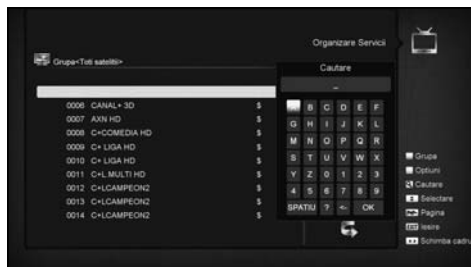 Organizare Servicii
Grupa<Toti satelitii>
Cautare
0006 CANAL+ 3D $
0007 AXN HD $
0008 C+COMEDIA HD $
0009 C+ LIGA HD $
0010 C+ LIGA HD $
0011 C+L MULTI HD $
0012 C+LCAMPEON2 $
0013 C+LCAMPEON2 $
0014 C+LCAMPEON2 $
B C D E F
G H I J K L
M N O P Q R
S T U V W X
Y Z 0 1 2 3
4 5 6 7 8 9
SPATIU ? <- OK
Grupa
Optiuni
Cautare
Selectare
Pagina
EXIT Iesire
Schimba cadru